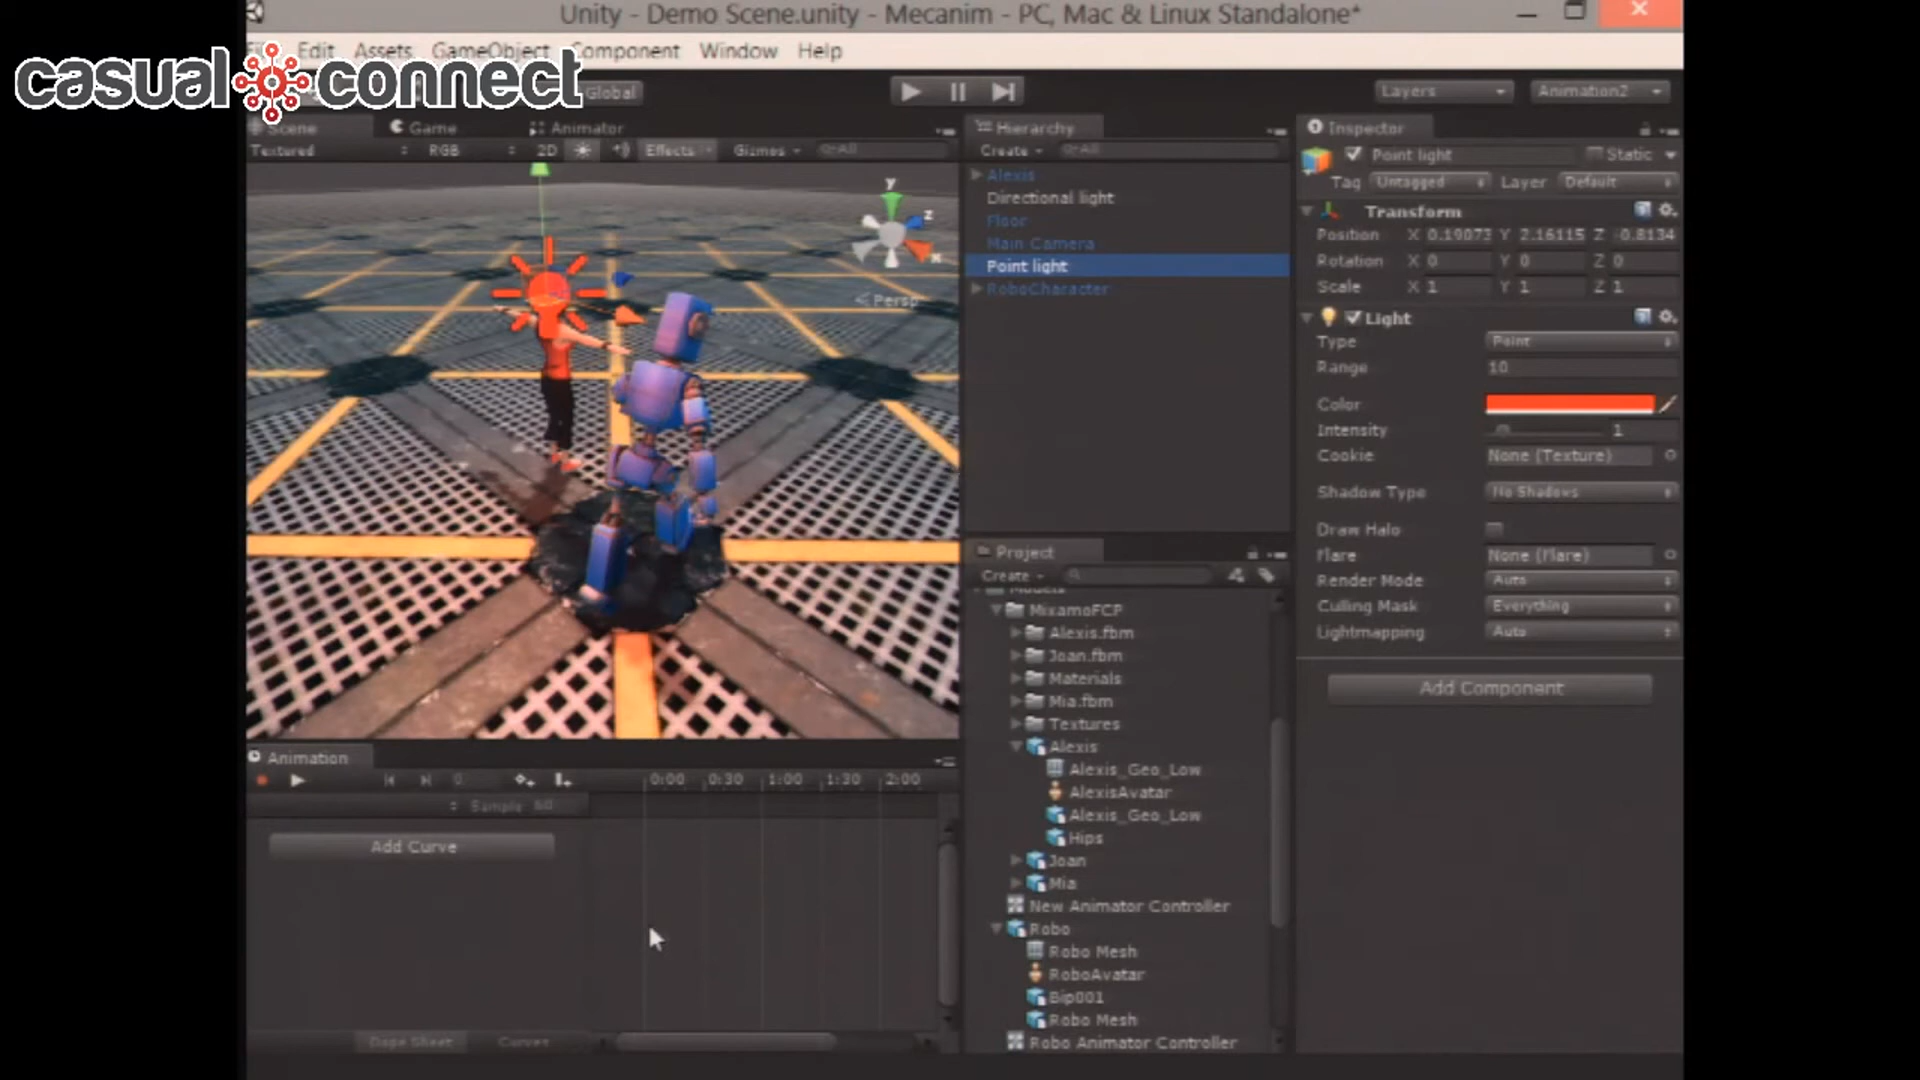 Unity - Demo Scene.unity - Mecanim - PC, Mac & Linux Standalone*
Edit Assets GameObject Component Window Help
casual connect
Global
Layers
Animation2
Scene
Game
Animator
Textured
RGB
2D
Effects
Gizmos
All
y
z
x
Persp
Hierarchy
Create
All
Alexis
Directional light
Floor
Main Camera
Point light
RoboCharacter
Project
Create
Models
MixamoFCP
Alexis.fbm
Joan.fbm
Materials
Mia.fbm
Textures
Alexis
Alexis_Geo_Low
AlexisAvatar
Alexis_Geo_Low
Hips
Joan
Mia
New Animator Controller
Robo
Robo Mesh
RoboAvatar
Bip001
Robo Mesh
Robo Animator Controller
Inspector
Point light
Static
Tag Untagged Layer Default
Transform
Position X 0.19073 Y 2.16115 Z -0.8134
Rotation X 0 Y 0 Z 0
Scale X 1 Y 1 Z 1
Light
Type Point
Range 10
Color
Intensity 1
Cookie None (Texture)
Shadow Type No Shadows
Draw Halo
Flare None (Flare)
Render Mode Auto
Culling Mask Everything
Lightmapping Auto
Add Component
Animation
0 0:00 0:30 1:00 1:30 2:00
Sample 60
Add Curve
Dope Sheet Curves